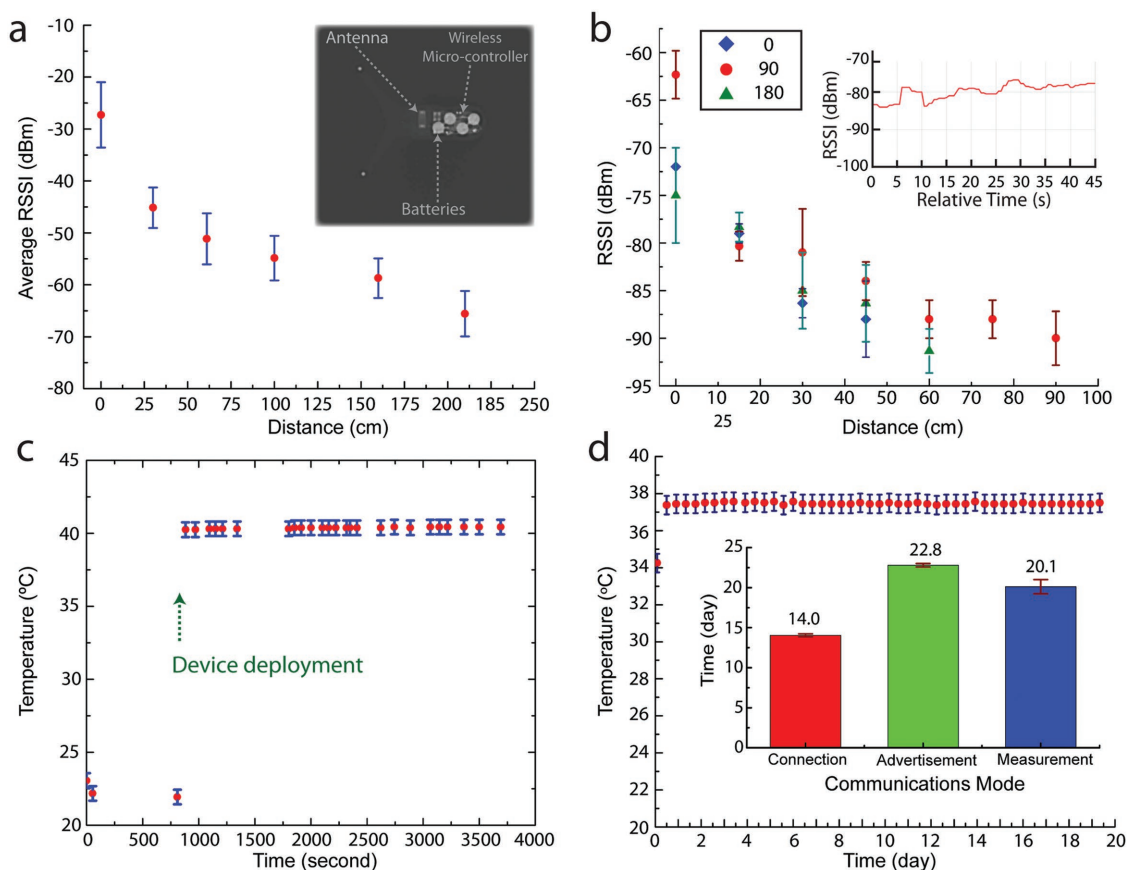 a
Average RSSI (dBm)
-10
-20
-30
-40
-50
-60
-70
-80
0 25 50 75 100 125 150 175 200 185 250
Distance (cm)
Antenna
Wireless
Micro-controller
Batteries
b
RSSI (dBm)
-60
-65
-70
-75
-80
-85
-90
-95
0 10 20 30 40 50 60 70 80 90 100
25
Distance (cm)
0
90
180
RSSI (dBm)
-70
-80
-80
-100
0 5 10 15 20 25 30 35 40 45
Relative Time (s)
c
Temperature (ºC)
45
40
35
30
25
20
0 500 1000 1500 2000 2500 3000 3500 4000
Time (second)
Device deployment
d
Temperature (ºC)
40
38
36
34
32
30
28
26
24
22
20
0 2 4 6 8 10 12 14 16 18 20
Time (day)
Time (day)
25
20
15
10
5
0
14.0
22.8
20.1
Connection Advertisement Measurement
Communications Mode